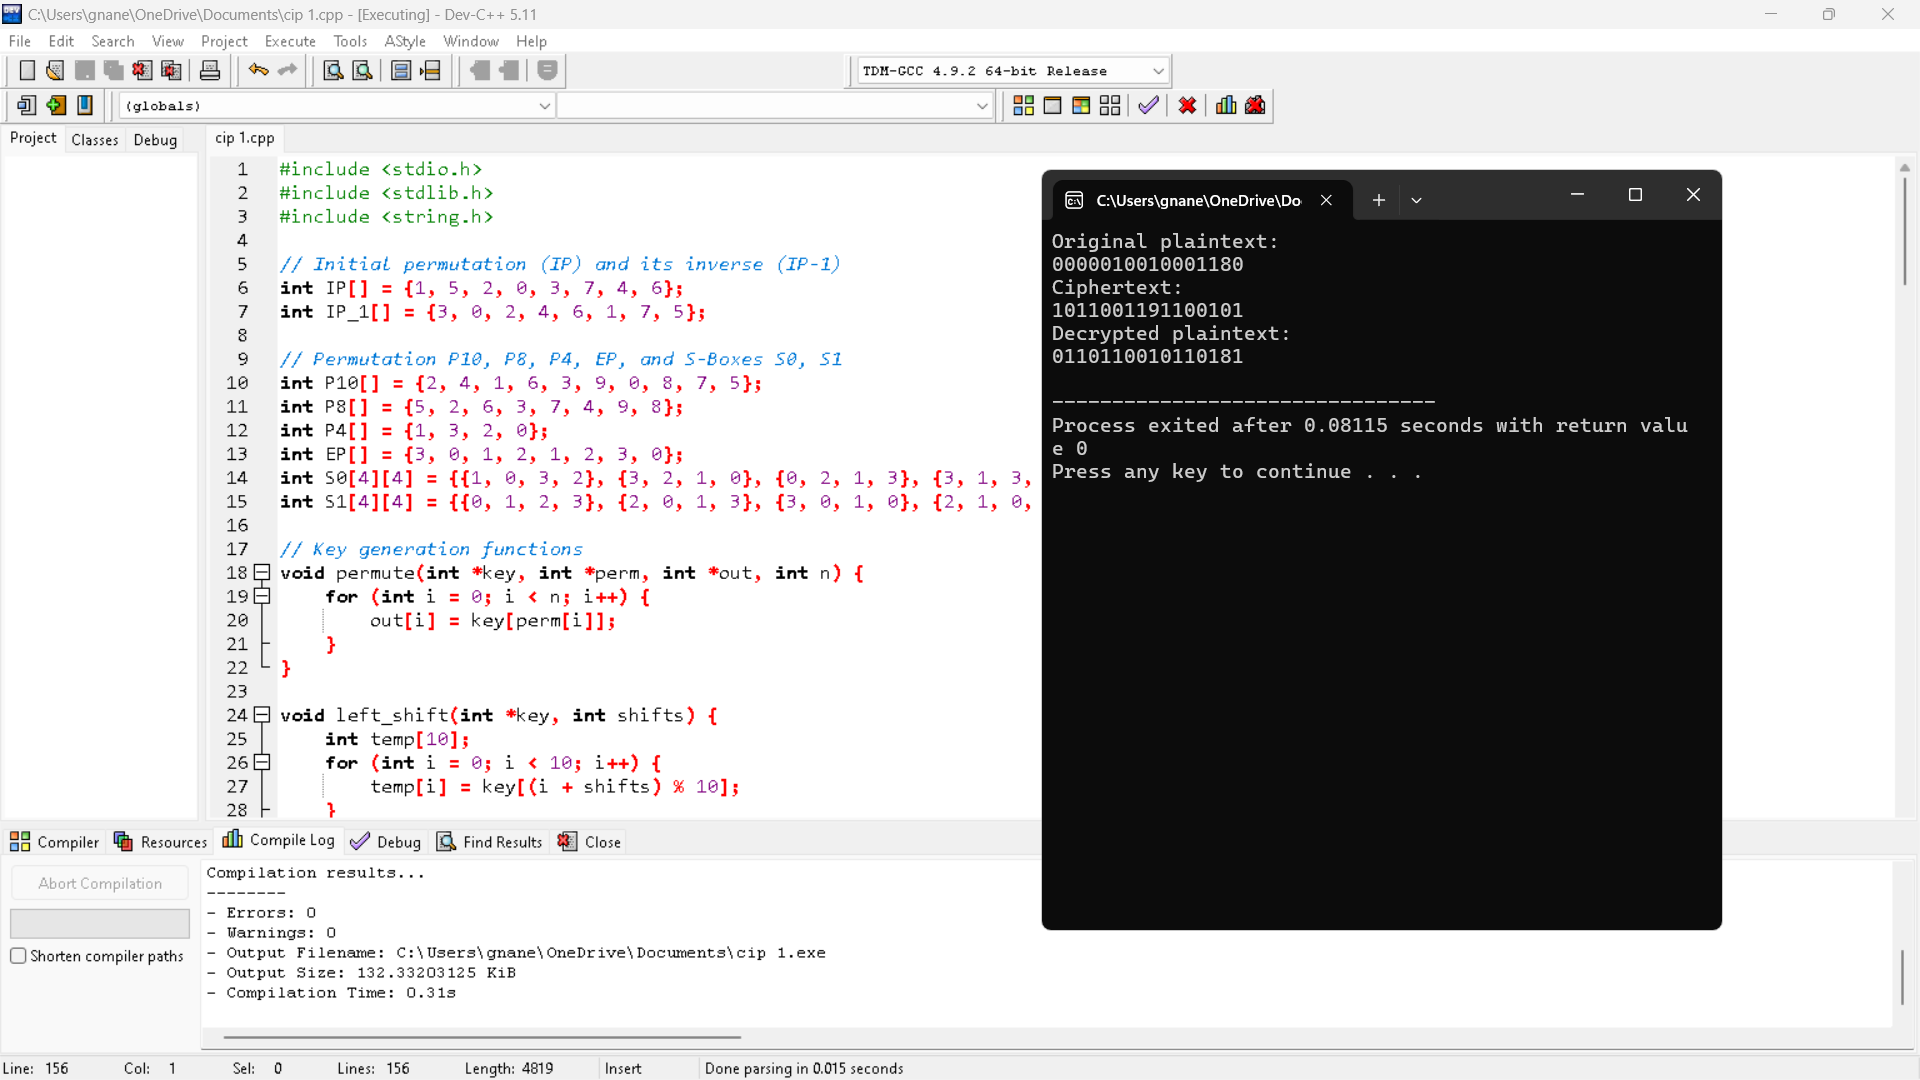 C:\Users\gnane\OneDrive\Documents\cip 1.cpp - [Executing] - Dev-C++ 5.11
File Edit Search View Project Execute Tools AStyle Window Help
TDM-GCC 4.9.2 64-bit Release
(globals)
Project Classes Debug
cip 1.cpp
1 #include <stdio.h>
2 #include <stdlib.h>
3 #include <string.h>
4
5 // Initial permutation (IP) and its inverse (IP-1)
6 int IP[] = {1, 5, 2, 0, 3, 7, 4, 6};
7 int IP_1[] = {3, 0, 2, 4, 6, 1, 7, 5};
8
9 // Permutation P10, P8, P4, EP, and S-Boxes S0, S1
10 int P10[] = {2, 4, 1, 6, 3, 9, 0, 8, 7, 5};
11 int P8[] = {5, 2, 6, 3, 7, 4, 9, 8};
12 int P4[] = {1, 3, 2, 0};
13 int EP[] = {3, 0, 1, 2, 1, 2, 3, 0};
14 int S0[4][4] = {{1, 0, 3, 2}, {3, 2, 1, 0}, {0, 2, 1, 3}, {3, 1, 3,
15 int S1[4][4] = {{0, 1, 2, 3}, {2, 0, 1, 3}, {3, 0, 1, 0}, {2, 1, 0,
16
17 // Key generation functions
18 void permute(int *key, int *perm, int *out, int n) {
19 for (int i = 0; i < n; i++) {
20 out[i] = key[perm[i]];
21 }
22 }
23
24 void left_shift(int *key, int shifts) {
25 int temp[10];
26 for (int i = 0; i < 10; i++) {
27 temp[i] = key[(i + shifts) % 10];
28 }
C:\Users\gnane\OneDrive\Do
Original plaintext:
0000010010001180
Ciphertext:
1011001191100101
Decrypted plaintext:
0110110010110181
--------------------------------
Process exited after 0.08115 seconds with return valu
e 0
Press any key to continue . . .
Compiler Resources Compile Log Debug Find Results Close
Abort Compilation
Shorten compiler paths
Compilation results...
--------
- Errors: 0
- Warnings: 0
- Output Filename: C:\Users\gnane\OneDrive\Documents\cip 1.exe
- Output Size: 132.33203125 KiB
- Compilation Time: 0.31s
Line: 156 Col: 1 Sel: 0 Lines: 156 Length: 4819 Insert Done parsing in 0.015 seconds